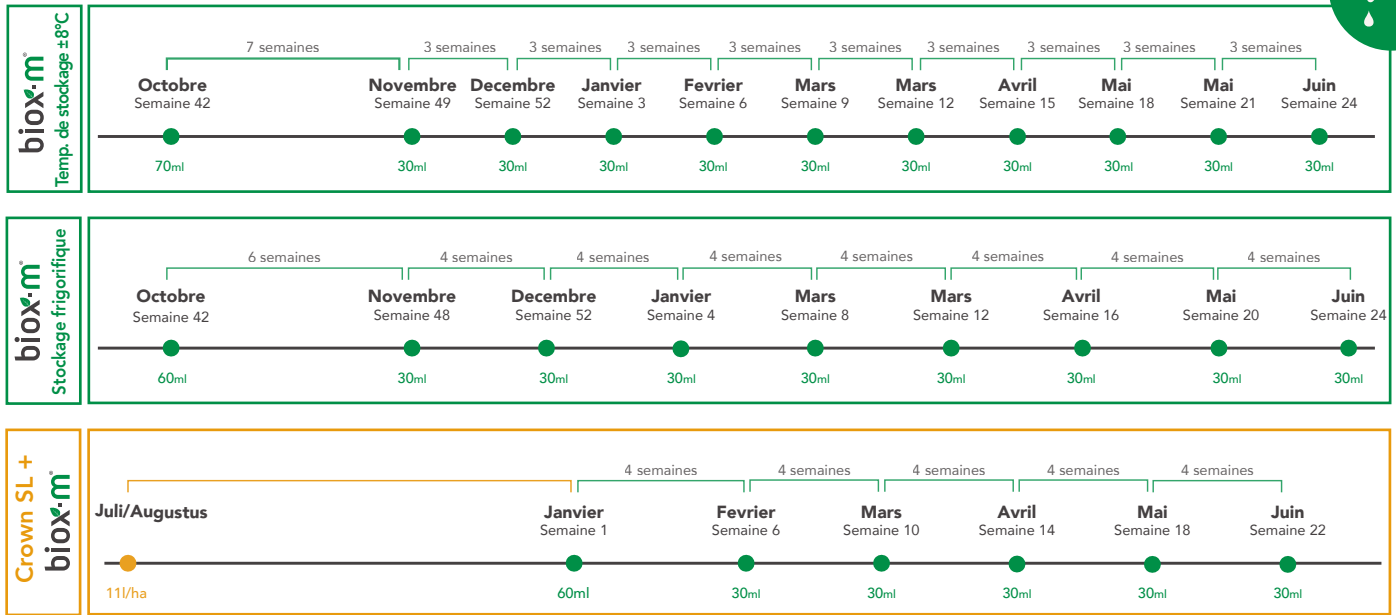 biox·m®
Temp. de stockage ±8°C
7 semaines 3 semaines 3 semaines 3 semaines 3 semaines 3 semaines 3 semaines 3 semaines 3 semaines 3 semaines
Octobre Novembre Decembre Janvier Fevrier Mars Mars Avril Mai Mai Juin
Semaine 42 Semaine 49 Semaine 52 Semaine 3 Semaine 6 Semaine 9 Semaine 12 Semaine 15 Semaine 18 Semaine 21 Semaine 24
70ml 30ml 30ml 30ml 30ml 30ml 30ml 30ml 30ml 30ml 30ml
biox·m®
Stockage frigorifique
6 semaines 4 semaines 4 semaines 4 semaines 4 semaines 4 semaines 4 semaines 4 semaines
Octobre Novembre Decembre Janvier Mars Mars Avril Mai Juin
Semaine 42 Semaine 48 Semaine 52 Semaine 4 Semaine 8 Semaine 12 Semaine 16 Semaine 20 Semaine 24
60ml 30ml 30ml 30ml 30ml 30ml 30ml 30ml 30ml
Crown SL +
biox·m®
4 semaines 4 semaines 4 semaines 4 semaines 4 semaines
Juli/Augustus Janvier Fevrier Mars Avril Mai Juin
Semaine 1 Semaine 6 Semaine 10 Semaine 14 Semaine 18 Semaine 22
11l/ha 60ml 30ml 30ml 30ml 30ml 30ml